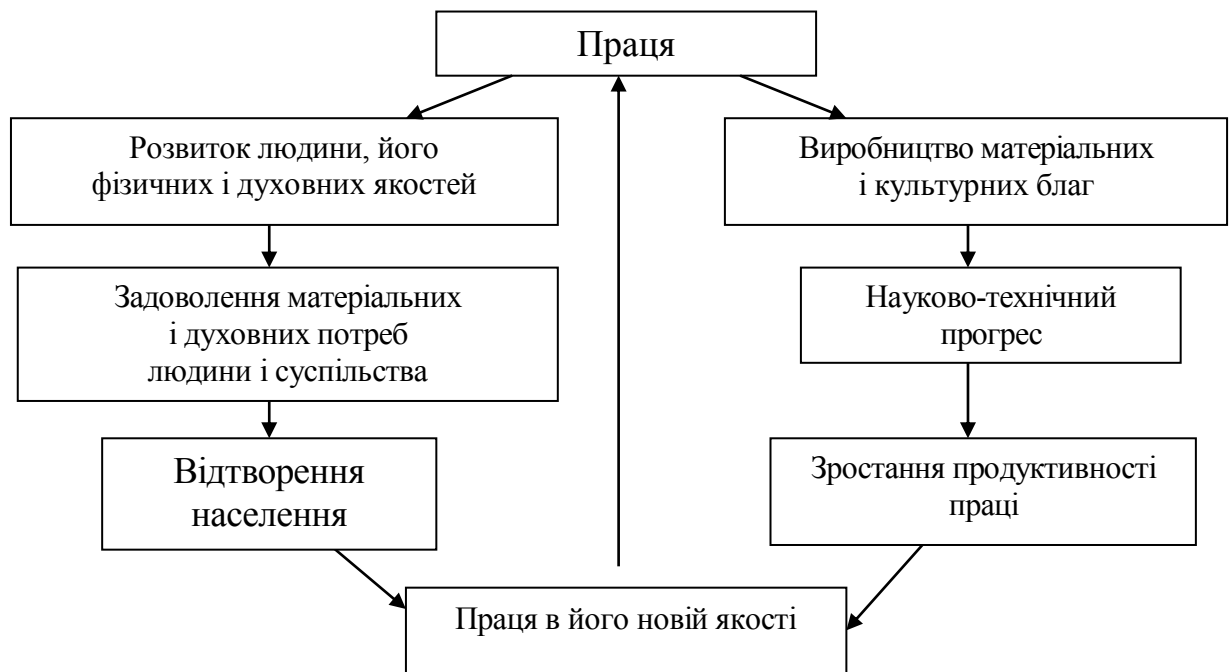 Праця
Розвиток людини, його
фізичних і духовних якостей
Виробництво матеріальних
і культурних благ
Задоволення матеріальних
і духовних потреб
людини і суспільства
Науково-технічний
прогрес
Відтворення
населення
Зростання продуктивності
праці
Праця в його новій якості